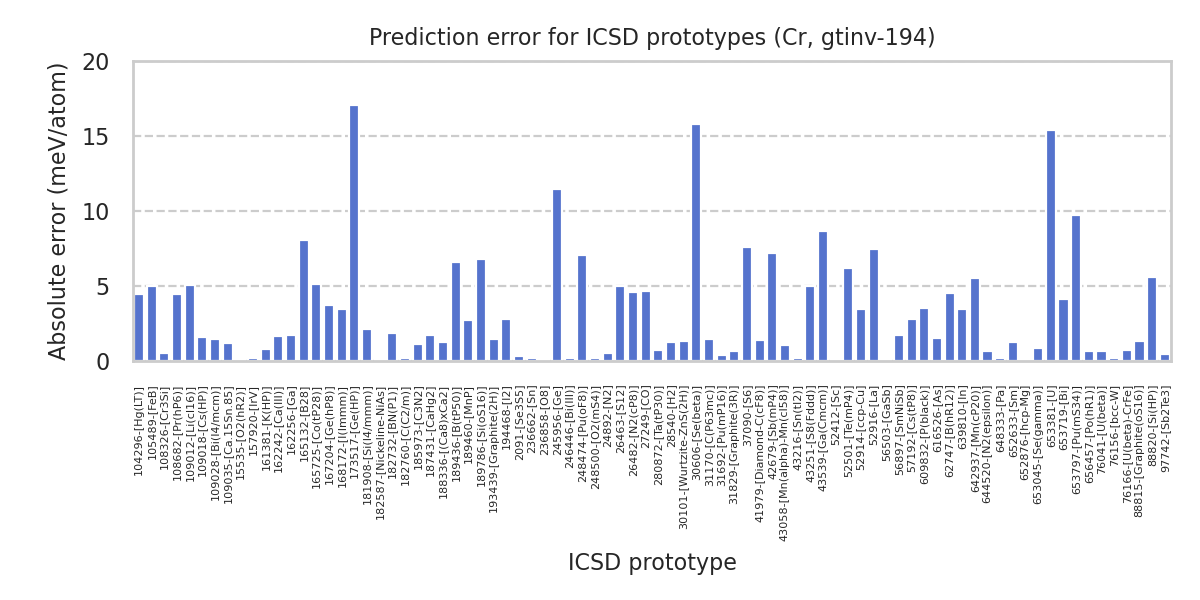 Prediction error for ICSD prototypes (Cr, gtinv-194)
Absolute error (meV/atom)
20
15
10
5
0
104296-[Hg(LT)]
105489-[FeB]
108326-[Cr3Si]
108682-[Pr(hP6)]
109012-[Li(cI16)]
109018-[Cs(HP)]
109028-[Bi(I4/mcm)]
109035-[Ca.15Sn.85]
15535-[O2(hR2)]
157920-[IrV]
161381-[K(HP)]
162242-[Ca(III)]
162256-[Ga]
165132-[B28]
165725-[Co(tP28)]
167204-[Ge(hP8)]
168172-[I(Immm)]
173517-[Ge(HP)]
181908-[Si(I4/mmm)]
182587-[Nickeline-NiAs]
182732-[BN(P1)]
182760-[C(C2/m)]
185973-[C3N2]
187431-[CaHg2]
188336-[(Ca8)xCa2]
189436-[B(tP50)]
189460-[MnP]
189786-[Si(oS16)]
193439-[Graphite(2H)]
194468-[I2]
2091-[Se3S5]
236662-[Sn]
236858-[O8]
245956-[Ge]
246446-[Bi(III)]
248474-[Pu(oF8)]
248500-[O2(mS4)]
24892-[N2]
26463-[S12]
26482-[N2(cP8)]
27249-[CO]
280872-[Ta(tP30)]
28540-[H2]
30101-[Wurtzite-ZnS(2H)]
30606-[Se(beta)]
31170-[C(P63mc)]
31692-[Pu(mP16)]
31829-[Graphite(3R)]
37090-[S6]
41979-[Diamond-C(cF8)]
42679-[Sb(mP4)]
43058-[Mn(alpha)-Mn(cI58)]
43216-[Sn(tI2)]
43251-[S8(Fddd)]
43539-[Ga(Cmcm)]
52412-[Sc]
52501-[Te(mP4)]
52914-[ccp-Cu]
52916-[La]
56503-[GaSb]
56897-[SmNiSb]
57192-[Cs(tP8)]
609832-[P(black)]
616526-[As]
62747-[B(hR12)]
639810-[In]
642937-[Mn(cP20)]
644520-[N2(epsilon)]
648333-[Pa]
652633-[Sm]
652876-[hcp-Mg]
653045-[Se(gamma)]
653381-[U]
653719-[Bi]
653797-[Pu(mS34)]
655457-[Po(hR1)]
76041-[U(beta)]
76156-[bcc-W]
76166-[U(beta)-CrFe]
88815-[Graphite(oS16)]
88820-[Si(HP)]
97742-[Sb2Te3]
ICSD prototype